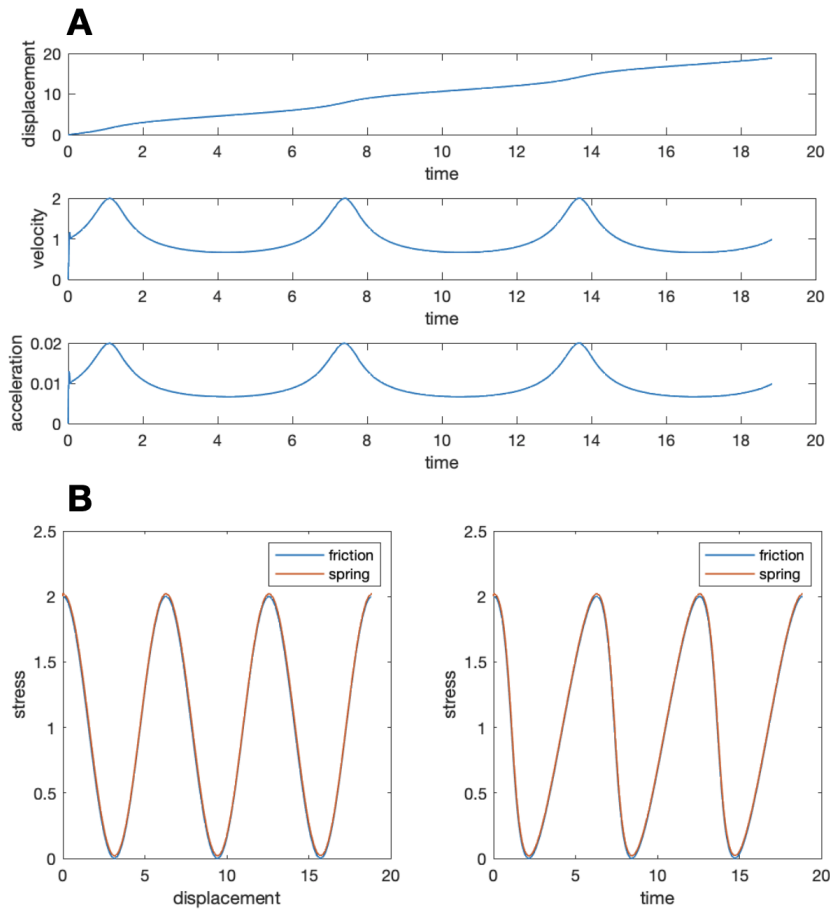 A
displacement
20
10
0
0 2 4 6 8 10 12 14 16 18 20
time
velocity
2
1
0
0 2 4 6 8 10 12 14 16 18 20
time
acceleration
0.02
0.01
0
0 2 4 6 8 10 12 14 16 18 20
time
B
stress
2.5
2
1.5
1
0.5
0
0 5 10 15 20
displacement
friction
spring
stress
2.5
2
1.5
1
0.5
0
0 5 10 15 20
time
friction
spring